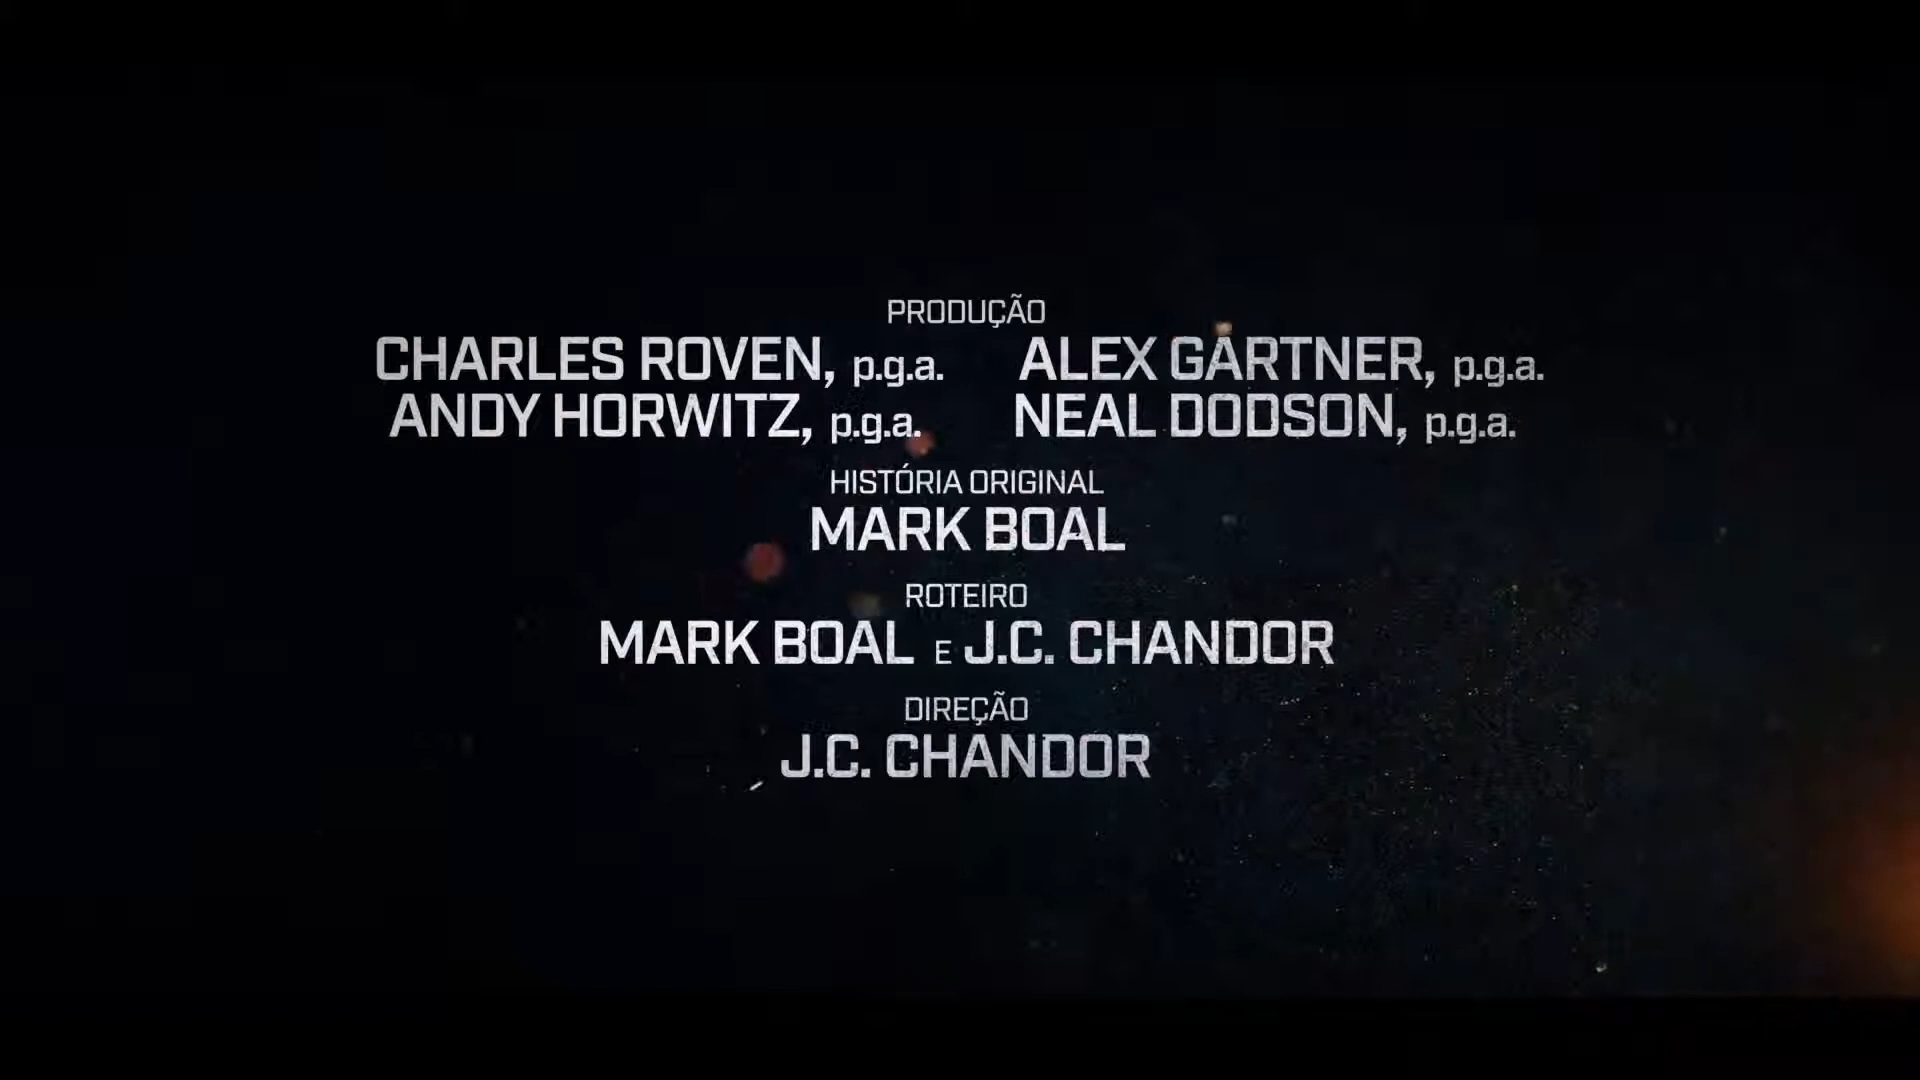 PRODUÇÃO
CHARLES ROVEN, p.g.a. ALEX GARTNER, p.g.a.
ANDY HORWITZ, p.g.a. NEAL DODSON, p.g.a.
HISTÓRIA ORIGINAL
MARK BOAL
ROTEIRO
MARK BOAL E J.C. CHANDOR
DIREÇÃO
J.C. CHANDOR